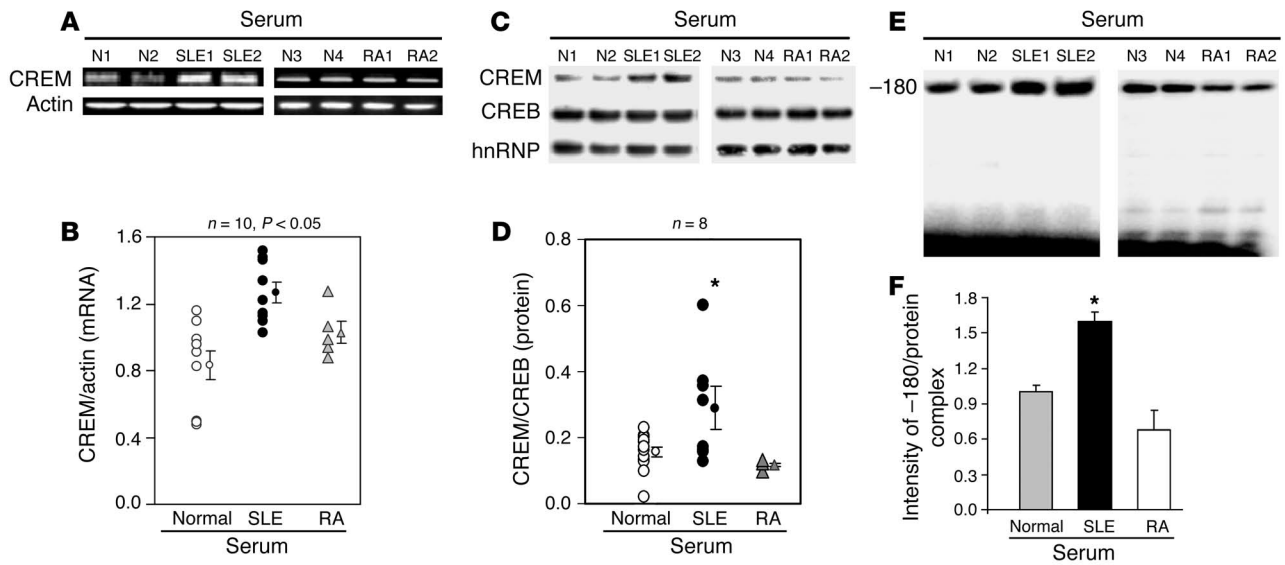 A
Serum
N1 N2 SLE1 SLE2 N3 N4 RA1 RA2
CREM
Actin
B
n = 10, P < 0.05
CREM/actin (mRNA)
1.6
1.2
0.8
0.4
0.0
Normal SLE RA
Serum
C
Serum
N1 N2 SLE1 SLE2 N3 N4 RA1 RA2
CREM
CREB
hnRNP
D
n = 8
CREM/CREB (protein)
0.8
0.6
0.4
0.2
0.0
*
Normal SLE RA
Serum
E
Serum
N1 N2 SLE1 SLE2 N3 N4 RA1 RA2
–180
F
Intensity of –180/protein
complex
1.8
1.5
1.2
0.9
0.6
0.3
0.0
*
Normal SLE RA
Serum